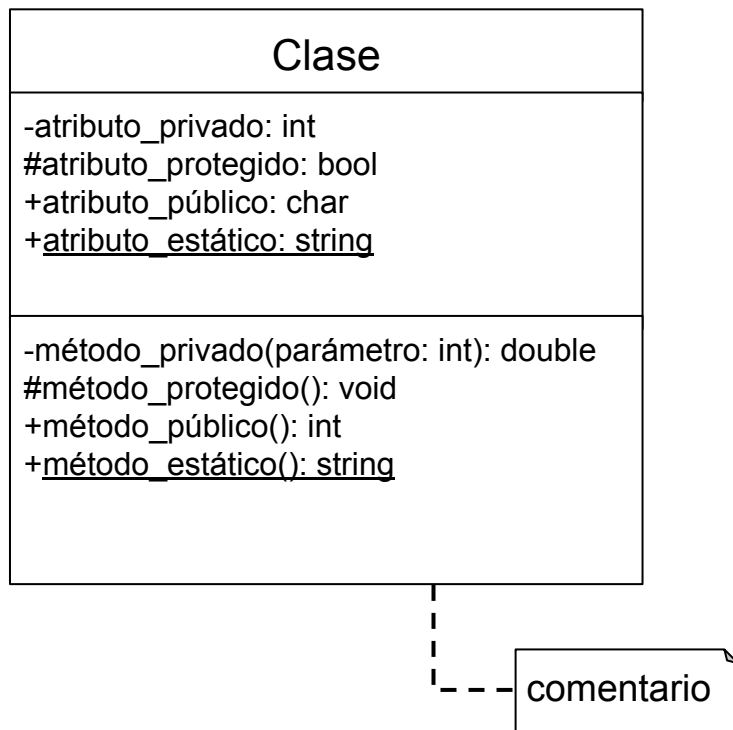 Clase
-atributo_privado: int
#atributo_protegido: bool
+atributo_público: char
+atributo_estático: string
-método_privado(parámetro: int): double
#método_protegido(): void
+método_público(): int
+método_estático(): string
comentario